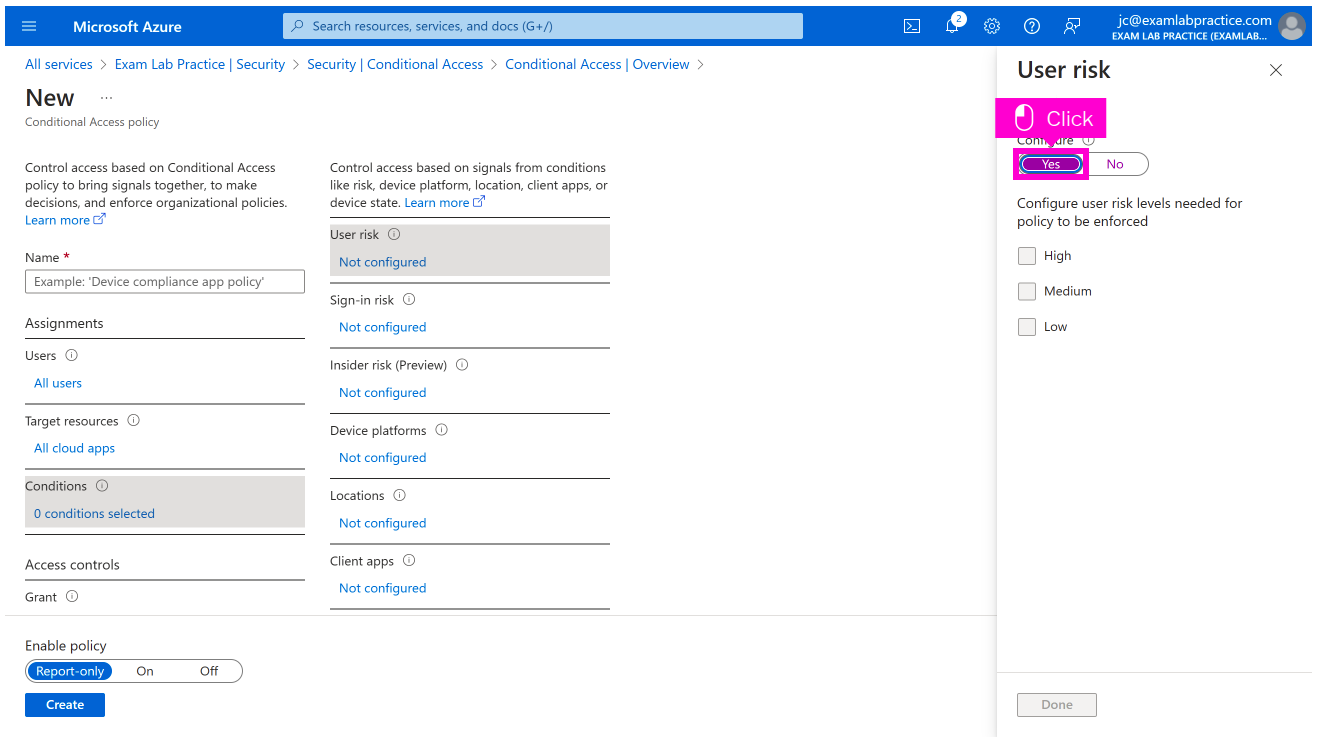 Microsoft Azure
Search resources, services, and docs (G+/)
2
jc@examlabpractice.com
EXAM LAB PRACTICE (EXAMLAB...
All services > Exam Lab Practice | Security > Security | Conditional Access > Conditional Access | Overview >
New ...
Conditional Access policy
Control access based on Conditional Access
policy to bring signals together, to make
decisions, and enforce organizational policies.
Learn more
Name *
Example: 'Device compliance app policy'
Assignments
Users
All users
Target resources
All cloud apps
Conditions
0 conditions selected
Access controls
Grant
Control access based on signals from conditions
like risk, device platform, location, client apps, or
device state. Learn more
User risk
Not configured
Sign-in risk
Not configured
Insider risk (Preview)
Not configured
Device platforms
Not configured
Locations
Not configured
Client apps
Not configured
Enable policy
Report-only On Off
Create
User risk
Click
Configure
Yes No
Configure user risk levels needed for
policy to be enforced
High
Medium
Low
Done